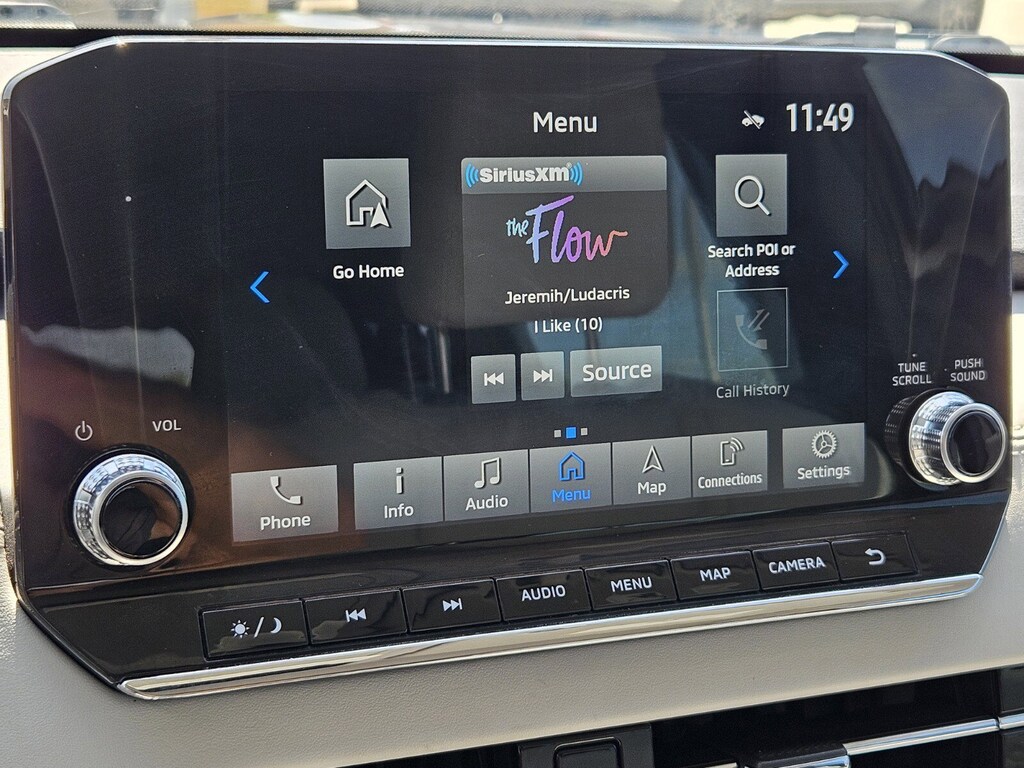 Menu
11:49
SiriusXM
the Flow
Go Home
Search POI or
Address
Jeremih/Ludacris
I Like (10)
Source
Call History
TUNE
SCROLL
PUSH
SOUND
VOL
Phone
Info
Audio
Menu
Map
Connections
Settings
AUDIO
MENU
MAP
CAMERA